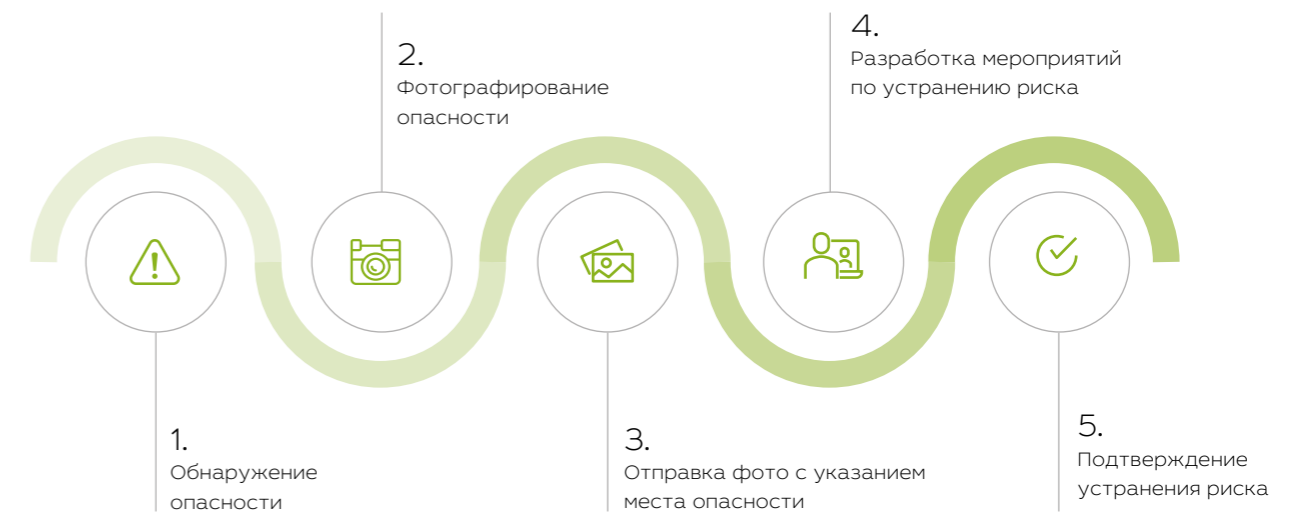 1.
Обнаружение
опасности
2.
Фотографирование
опасности
3.
Отправка фото с указанием
места опасности
4.
Разработка мероприятий
по устранению риска
5.
Подтверждение
устранения риска